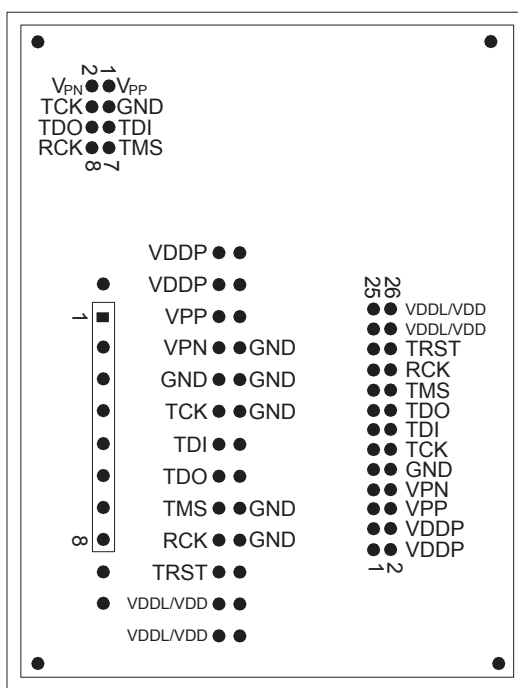 2 1
VPN VPP
TCK GND
TDO TDI
RCK TMS
8 7
VDDP
VDDP
1 VPP
VPN GND
GND GND
TCK GND
TDI
TDO
TMS GND
8 RCK GND
TRST
VDDL/VDD
VDDL/VDD
25 26
VDDL/VDD
VDDL/VDD
TRST
RCK
TMS
TDO
TDI
TCK
GND
VPN
VPP
VDDP
VDDP
1 2